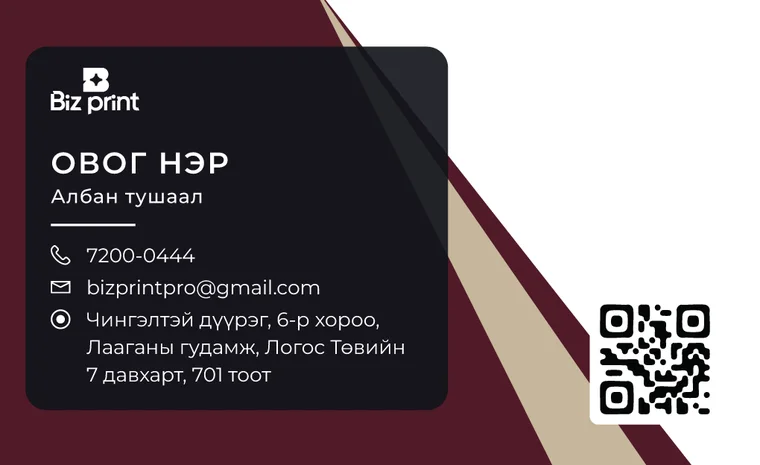 Biz print
ОВОГ НЭР
Албан тушаал
7200-0444
bizprintpro@gmail.com
Чингэлтэй дүүрэг, 6-р хороо,
Лааганы гудамж, Логос Төвийн
7 давхарт, 701 тоот